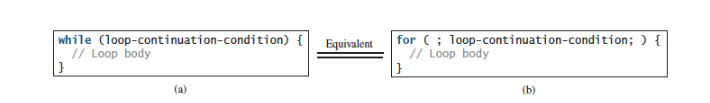 while (loop-continuation-condition) {
  // Loop body
}
(a)
Equivalent
for ( ; loop-continuation-condition; ) {
  // Loop body
}
(b)